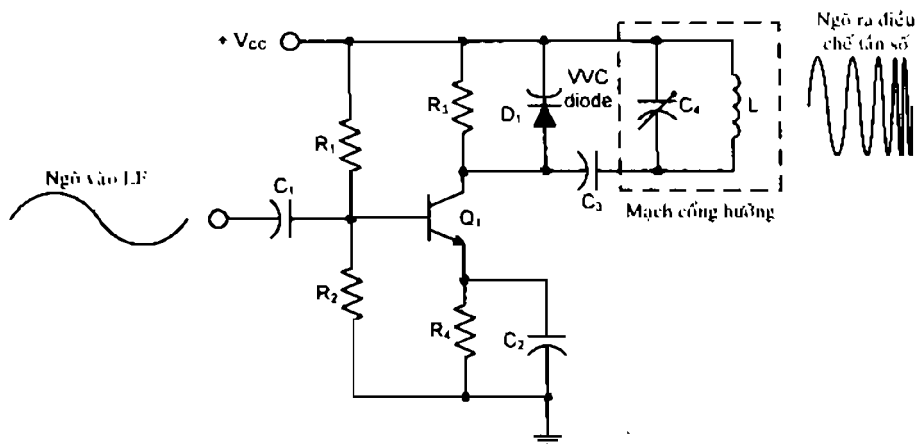 Ngõ ra điều
chế tần số
+ Vcc
VVC
diode
R₃
D₁
C₄
L
R₁
Ngõ vào LF
C₁
C₃
Q₁
Mạch cổng hưởng
R₂
R₄
C₂